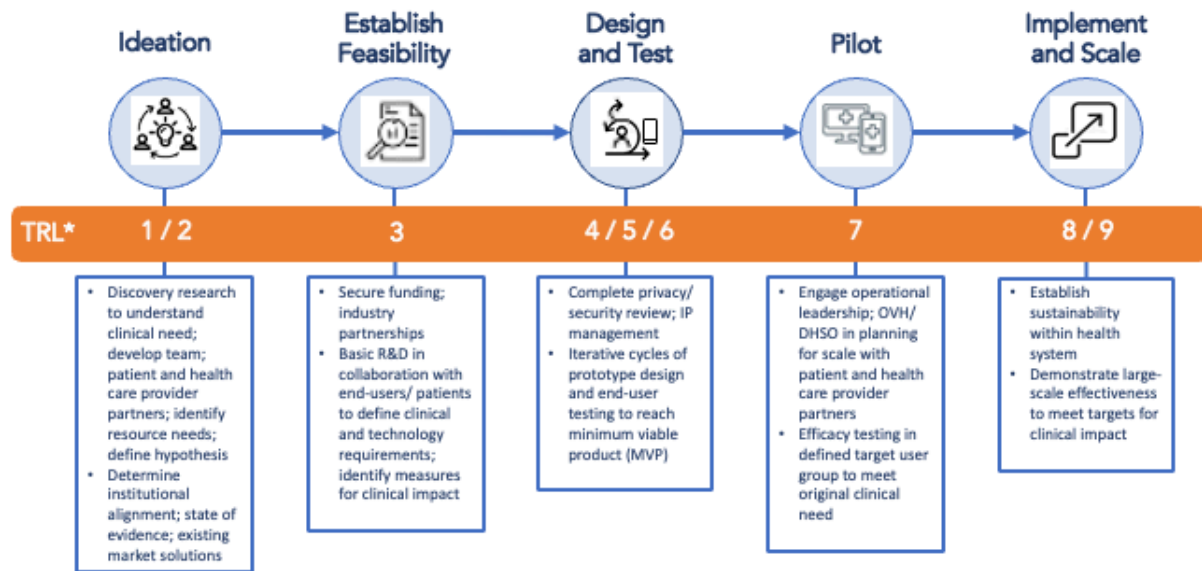 Ideation
Establish
Feasibility
Design
and Test
Pilot
Implement
and Scale
TRL*
1 / 2
3
4 / 5 / 6
7
8 / 9
• Discovery research
to understand
clinical need;
develop team;
patient and health
care provider
partners; identify
resource needs;
define hypothesis
• Determine
institutional
alignment; state of
evidence; existing
market solutions
• Secure funding;
industry
partnerships
• Basic R&D in
collaboration with
end-users/ patients
to define clinical
and technology
requirements;
identify measures
for clinical impact
• Complete privacy/
security review; IP
management
• Iterative cycles of
prototype design
and end-user
testing to reach
minimum viable
product (MVP)
• Engage operational
leadership; OVH/
DHSO in planning
for scale with
patient and health
care provider
partners
• Efficacy testing in
defined target user
group to meet
original clinical
need
• Establish
sustainability
within health
system
• Demonstrate large-
scale effectiveness
to meet targets for
clinical impact